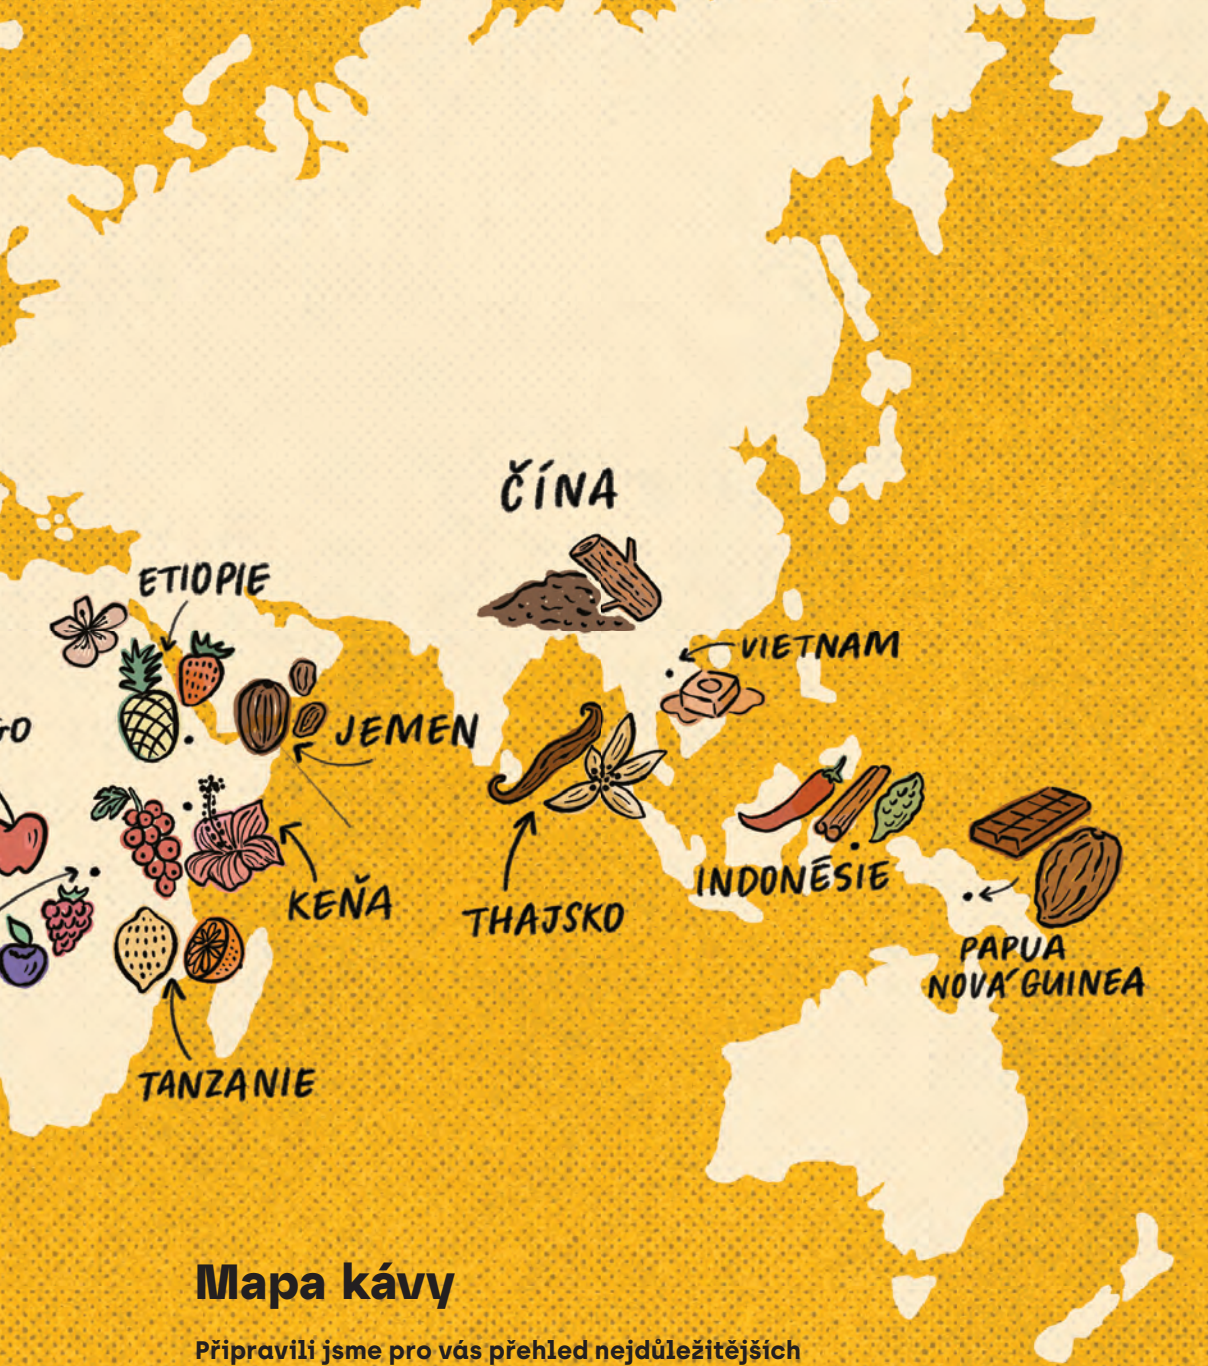 ČÍNA
ETIOPIE
VIETNAM
GO
JEMEN
INDONÉSIE
KEŇA
THAJSKO
PAPUA
NOVÁ GUINEA
TANZANIE
Mapa kávy
Připravili jsme pro vás přehled nejdůležitějších